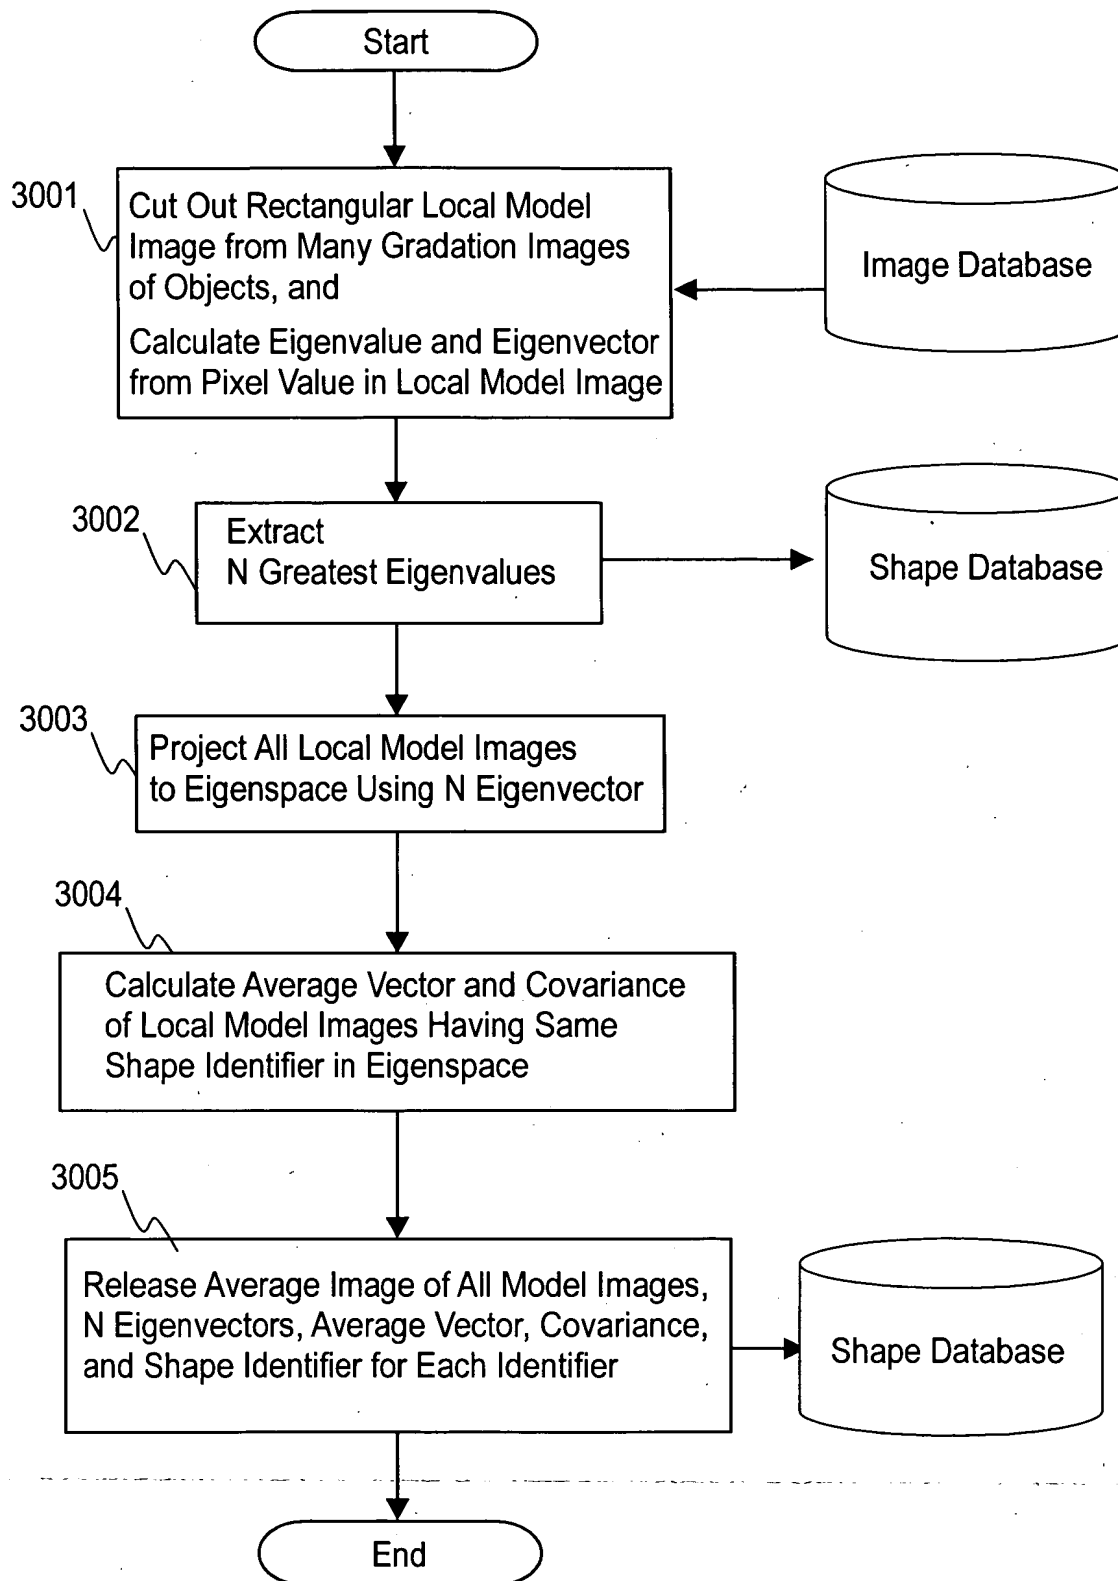 Start
3001
Cut Out Rectangular Local Model
Image from Many Gradation Images
of Objects, and
Calculate Eigenvalue and Eigenvector
from Pixel Value in Local Model Image
Image Database
3002
Extract
N Greatest Eigenvalues
Shape Database
3003
Project All Local Model Images
to Eigenspace Using N Eigenvector
3004
Calculate Average Vector and Covariance
of Local Model Images Having Same
Shape Identifier in Eigenspace
3005
Release Average Image of All Model Images,
N Eigenvectors, Average Vector, Covariance,
and Shape Identifier for Each Identifier
Shape Database
End